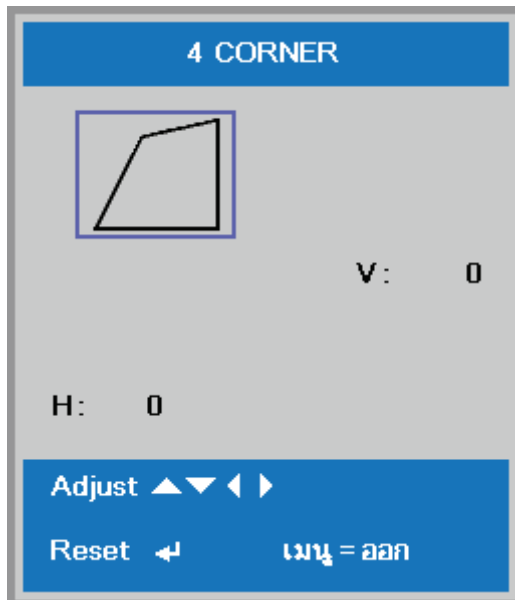 4 CORNER
V: 0
H: 0
Adjust ▲▼◀▶
Reset ↵ เมนู = ออก